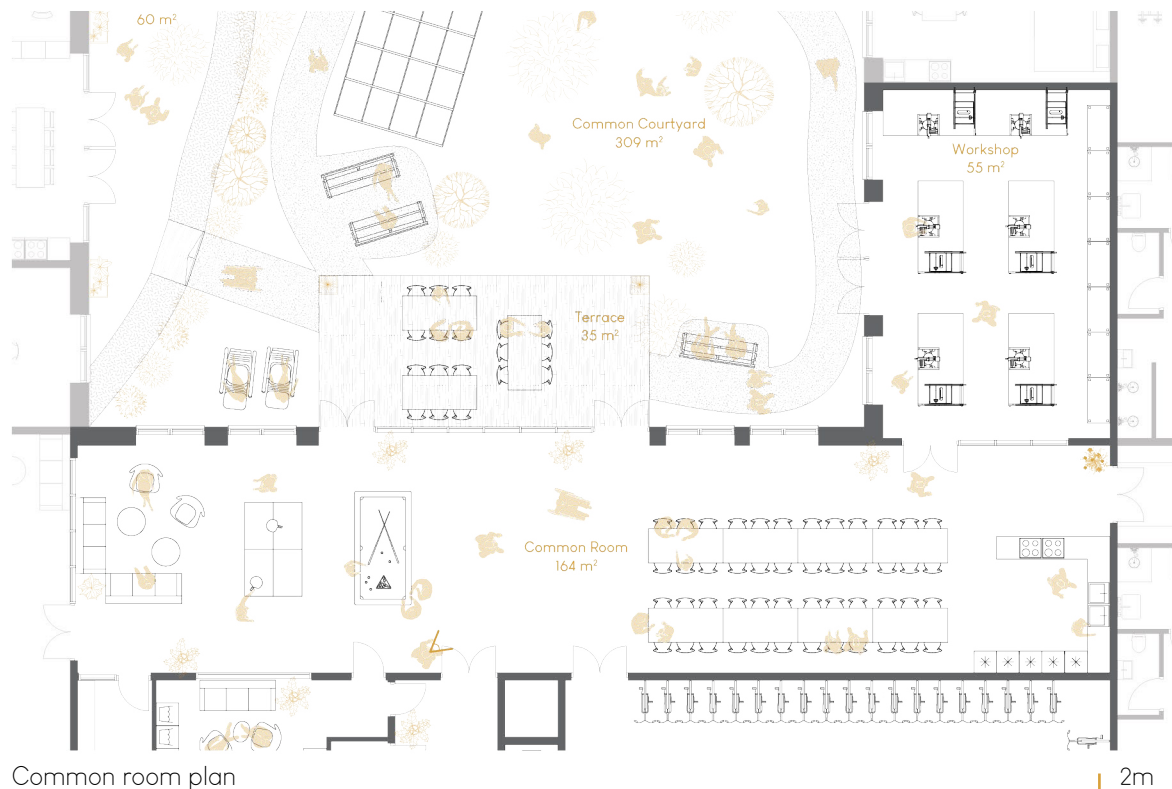 60 m²
Common Courtyard
309 m²
Workshop
55 m²
Terrace
35 m²
Common Room
164 m²
Common room plan
2m